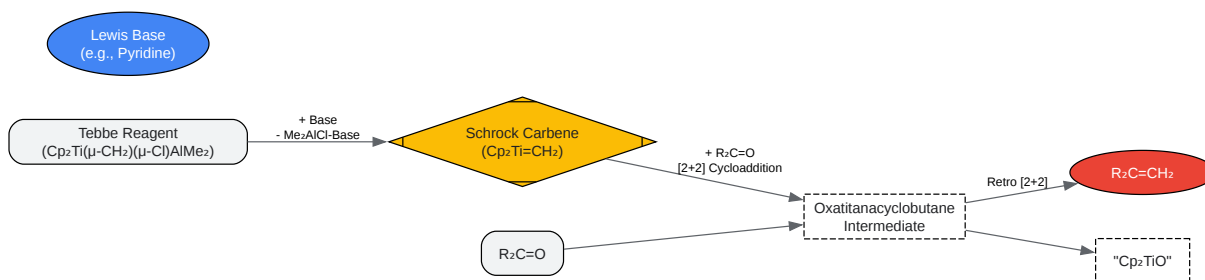 Lewis Base
(e.g., Pyridine)
Tebbe Reagent
(Cp₂Ti(μ-CH₂)(μ-Cl)AlMe₂)
+ Base
- Me₂AlCl-Base
Schrock Carbene
(Cp₂Ti=CH₂)
+ R₂C=O
[2+2] Cycloaddition
R₂C=O
Oxatitanacyclobutane
Intermediate
Retro [2+2]
R₂C=CH₂
"Cp₂TiO"